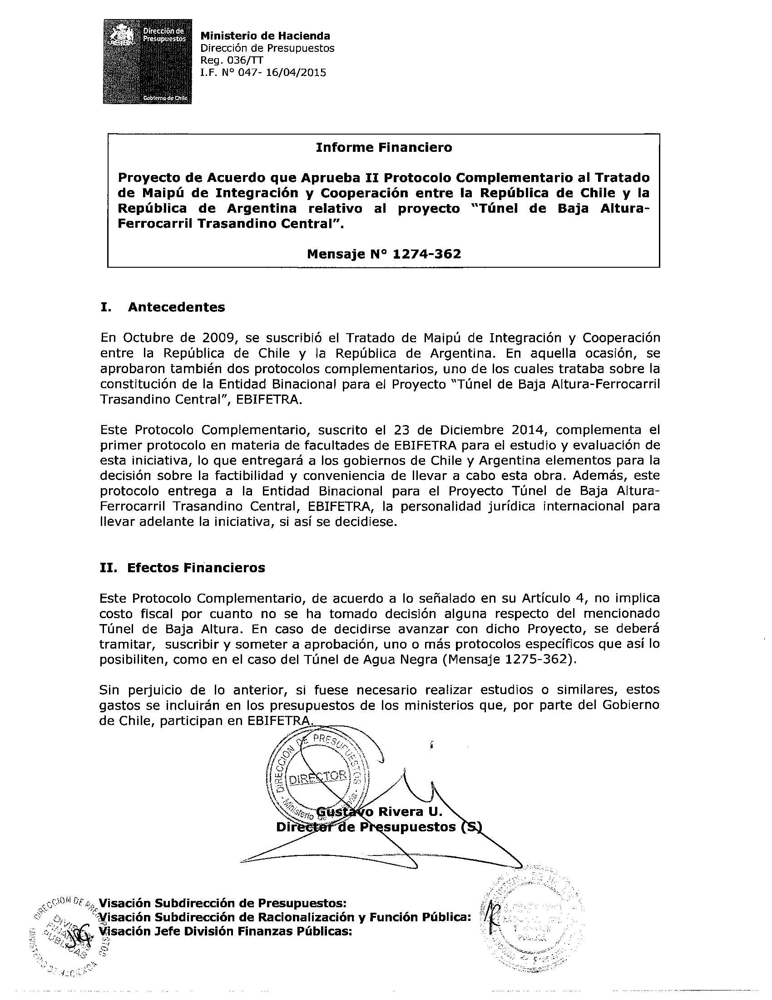 Dirección de
Presupuestos
Gobierno de Chile
Ministerio de Hacienda
Dirección de Presupuestos
Reg. 036/TT
I.F. N° 047- 16/04/2015
Informe Financiero
Proyecto de Acuerdo que Aprueba II Protocolo Complementario al Tratado
de Maipú de Integración y Cooperación entre la República de Chile y la
República de Argentina relativo al proyecto "Túnel de Baja Altura-
Ferrocarril Trasandino Central".
Mensaje N° 1274-362
I. Antecedentes
En Octubre de 2009, se suscribió el Tratado de Maipú de Integración y Cooperación
entre la República de Chile y la República de Argentina. En aquella ocasión, se
aprobaron también dos protocolos complementarios, uno de los cuales trataba sobre la
constitución de la Entidad Binacional para el Proyecto "Túnel de Baja Altura-Ferrocarril
Trasandino Central", EBIFETRA.
Este Protocolo Complementario, suscrito el 23 de Diciembre 2014, complementa el
primer protocolo en materia de facultades de EBIFETRA para el estudio y evaluación de
esta iniciativa, lo que entregará a los gobiernos de Chile y Argentina elementos para la
decisión sobre la factibilidad y conveniencia de llevar a cabo esta obra. Además, este
protocolo entrega a la Entidad Binacional para el Proyecto Túnel de Baja Altura-
Ferrocarril Trasandino Central, EBIFETRA, la personalidad jurídica internacional para
llevar adelante la iniciativa, si así se decidiese.
II. Efectos Financieros
Este Protocolo Complementario, de acuerdo a lo señalado en su Artículo 4, no implica
costo fiscal por cuanto no se ha tomado decisión alguna respecto del mencionado
Túnel de Baja Altura. En caso de decidirse avanzar con dicho Proyecto, se deberá
tramitar, suscribir y someter a aprobación, uno o más protocolos específicos que así lo
posibiliten, como en el caso del Túnel de Agua Negra (Mensaje 1275-362).
Sin perjuicio de lo anterior, si fuese necesario realizar estudios o similares, estos
gastos se incluirán en los presupuestos de los ministerios que, por parte del Gobierno
de Chile, participan en EBIFETRA.
DIRECCION DE PRESUPUESTOS
DIRECTOR
Ministerio de Hacienda
Gustavo Rivera U.
Director de Presupuestos (S)
Visación Subdirección de Presupuestos:
Visación Subdirección de Racionalización y Función Pública:
Visación Jefe División Finanzas Públicas:
DIRECCION DE PRESUPUESTOS
DIVISION
FINANZAS
PUBLICAS
MINISTERIO DE HACIENDA